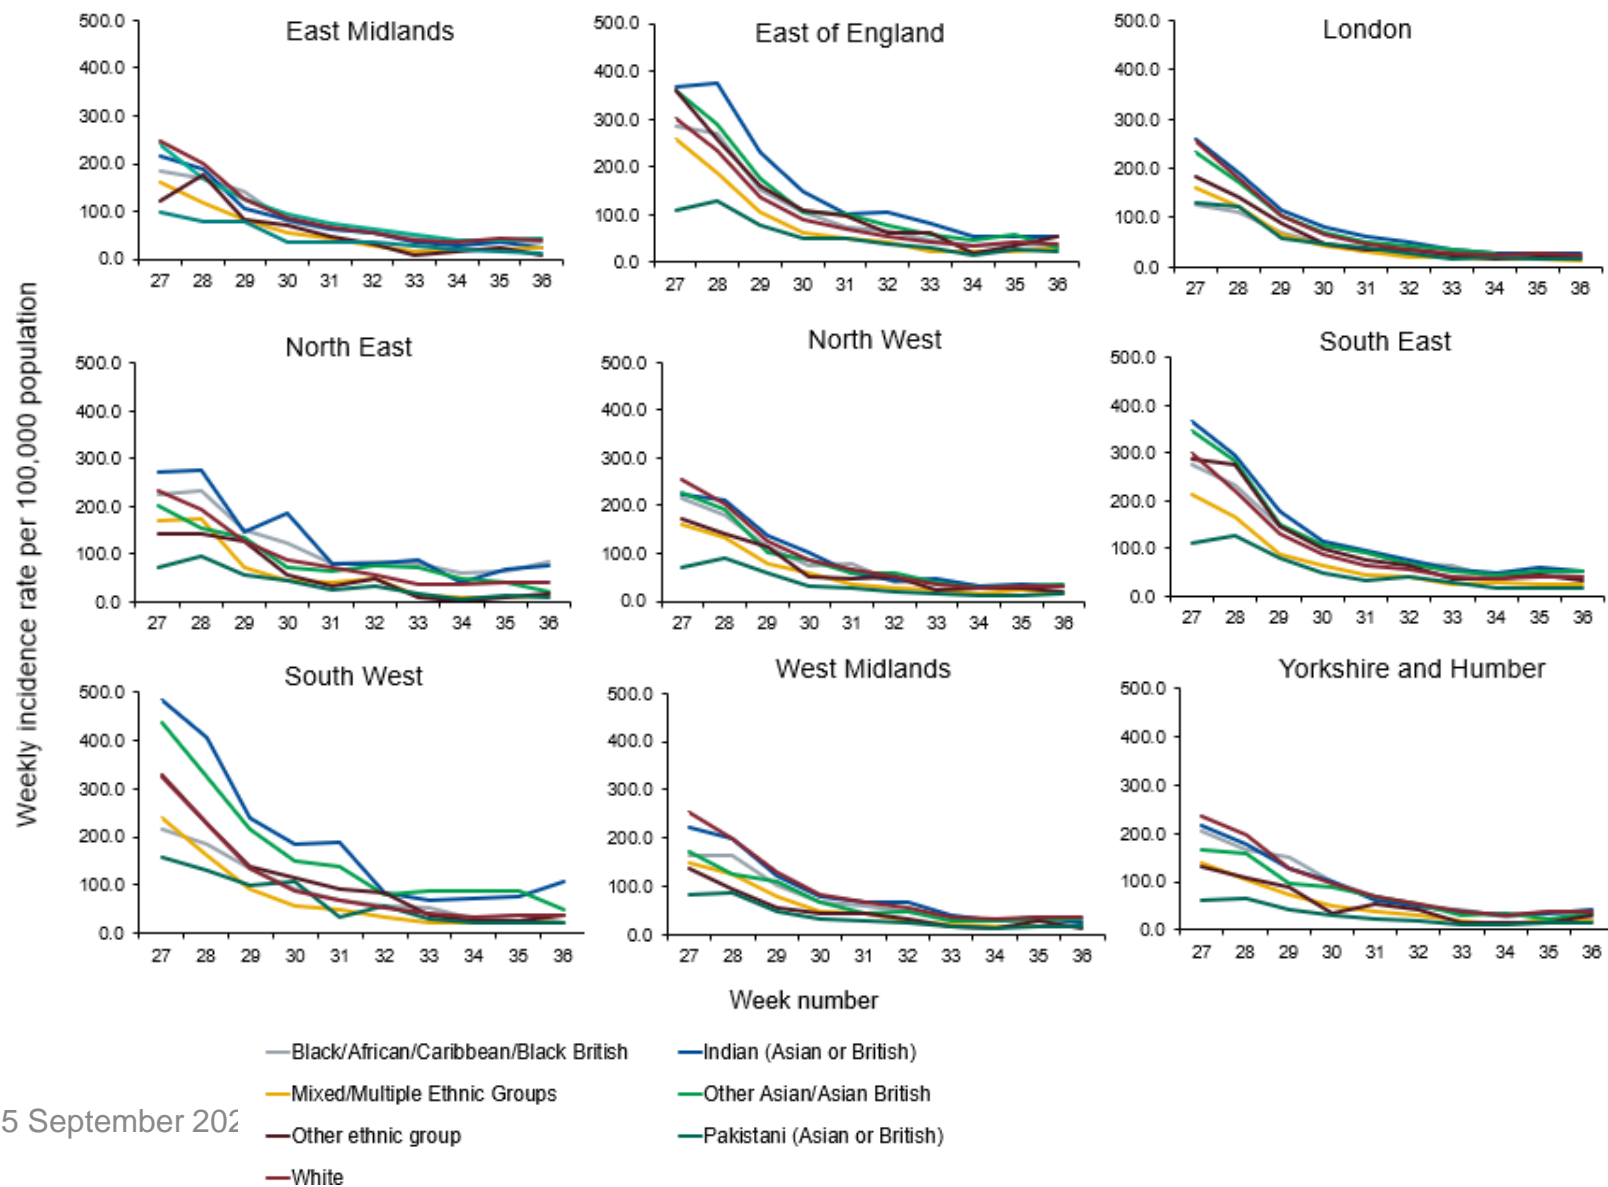 East Midlands
500.0
400.0
300.0
200.0
100.0
0.0
27 28 29 30 31 32 33 34 35 36
East of England
500.0
400.0
300.0
200.0
100.0
0.0
27 28 29 30 31 32 33 34 35 36
London
500.0
400.0
300.0
200.0
100.0
0.0
27 28 29 30 31 32 33 34 35 36
Weekly incidence rate per 100,000 population
North East
500.0
400.0
300.0
200.0
100.0
0.0
27 28 29 30 31 32 33 34 35 36
North West
500.0
400.0
300.0
200.0
100.0
0.0
27 28 29 30 31 32 33 34 35 36
South East
500.0
400.0
300.0
200.0
100.0
0.0
27 28 29 30 31 32 33 34 35 36
South West
500.0
400.0
300.0
200.0
100.0
0.0
27 28 29 30 31 32 33 34 35 36
West Midlands
500.0
400.0
300.0
200.0
100.0
0.0
27 28 29 30 31 32 33 34 35 36
Yorkshire and Humber
500.0
400.0
300.0
200.0
100.0
0.0
27 28 29 30 31 32 33 34 35 36
Week number
Black/African/Caribbean/Black British
Indian (Asian or British)
Mixed/Multiple Ethnic Groups
Other Asian/Asian British
5 September 202
Other ethnic group
Pakistani (Asian or British)
White